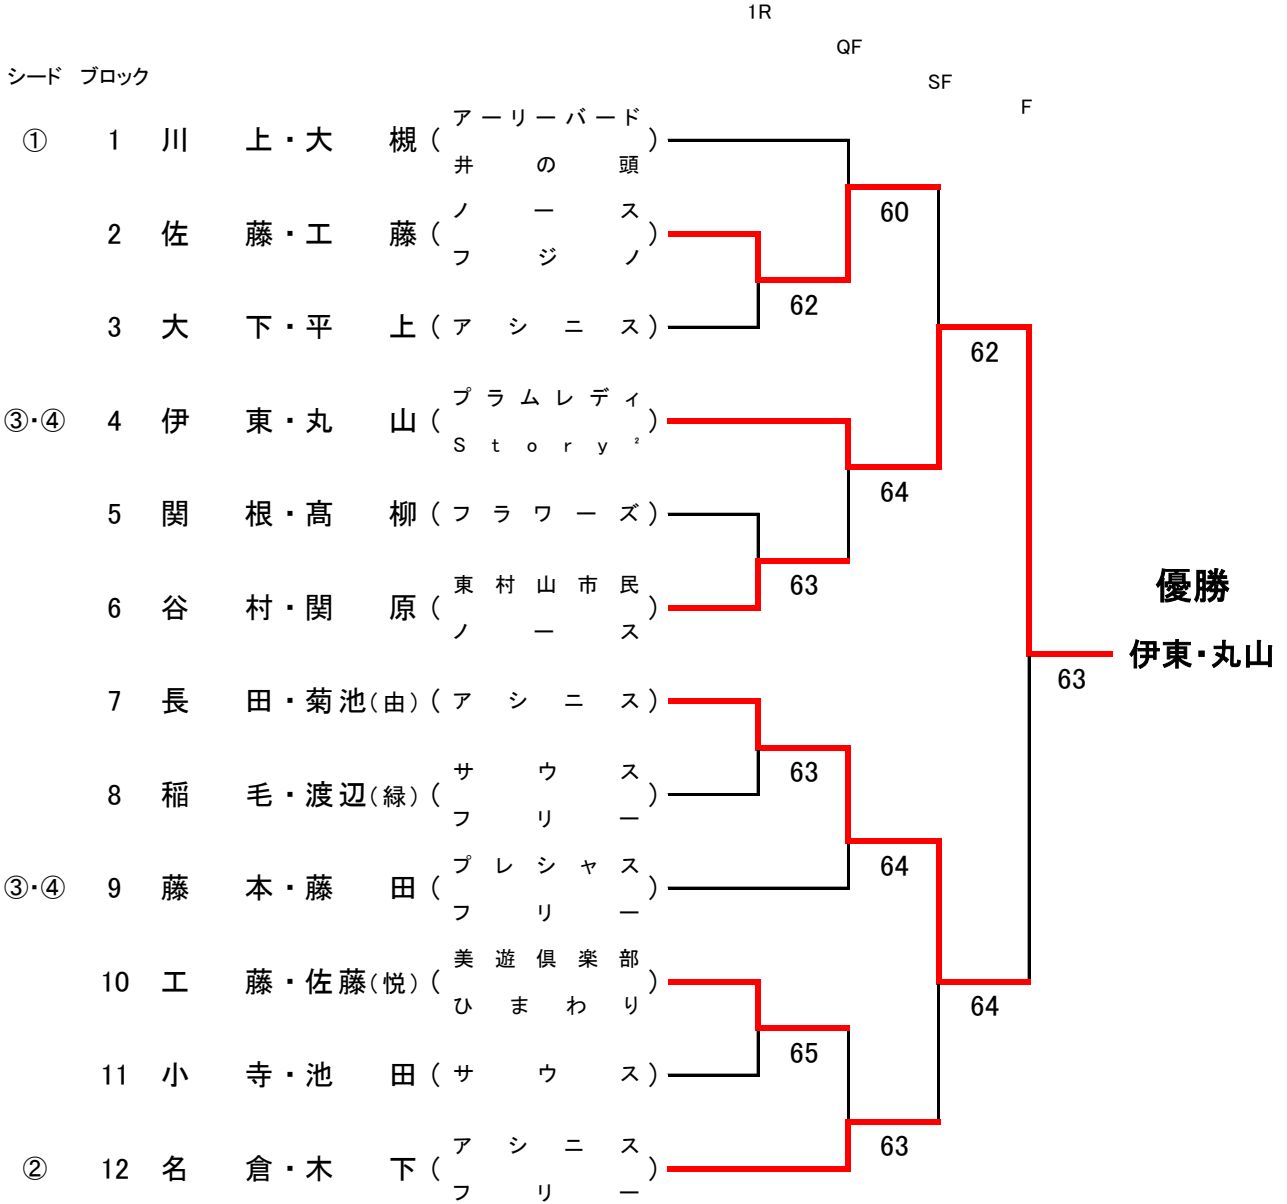 1R
QF
SF
F
シード ブロック
① 1 川上・大槻(アーリーバード井の頭)
60
2 佐藤・工藤(ノースフジノ)
62
3 大下・平上(アシニス)
62
③・④ 4 伊東・丸山(プラムレディStory²)
64
5 関根・髙柳(フラワーズ)
63
6 谷村・関原(東村山市民ノース)
優勝
伊東・丸山
63
7 長田・菊池(由)(アシニス)
63
8 稲毛・渡辺(緑)(サウスフリー)
64
③・④ 9 藤本・藤田(プレシャスフリー)
10 工藤・佐藤(悦)(美遊倶楽部ひまわり)
64
65
11 小寺・池田(サウス)
63
② 12 名倉・木下(アシニスフリー)